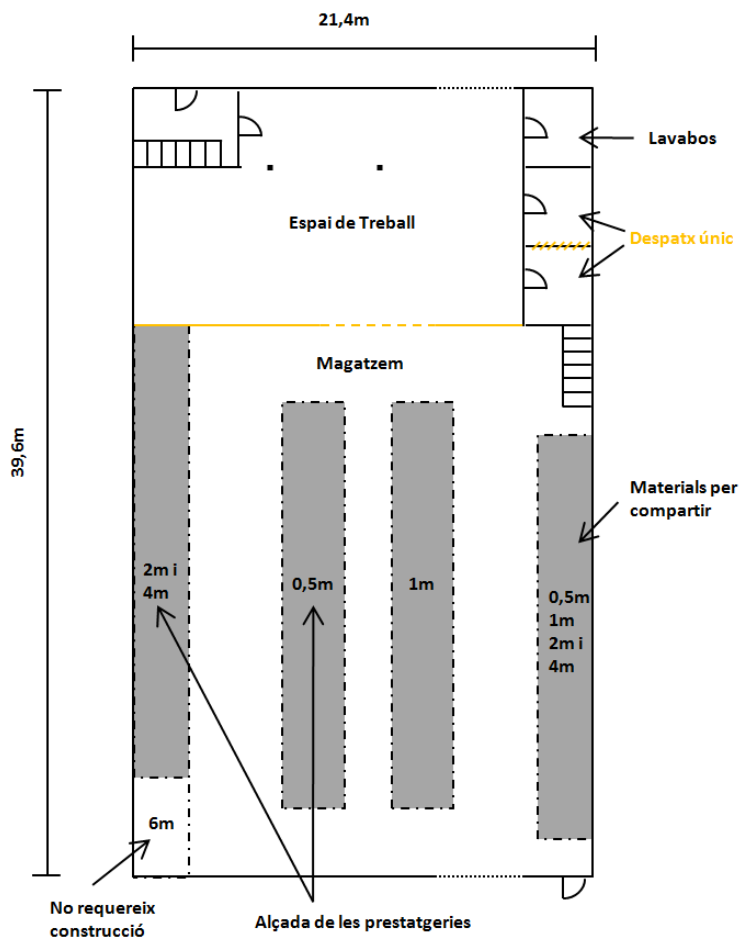 21,4m
Lavabos
Espai de Treball
Despatx únic
Magatzem
39,6m
Materials per
compartir
2m i
4m
0,5m
1m
0,5m
1m
2m i
4m
6m
No requereix
construcció
Alçada de les prestatgeries